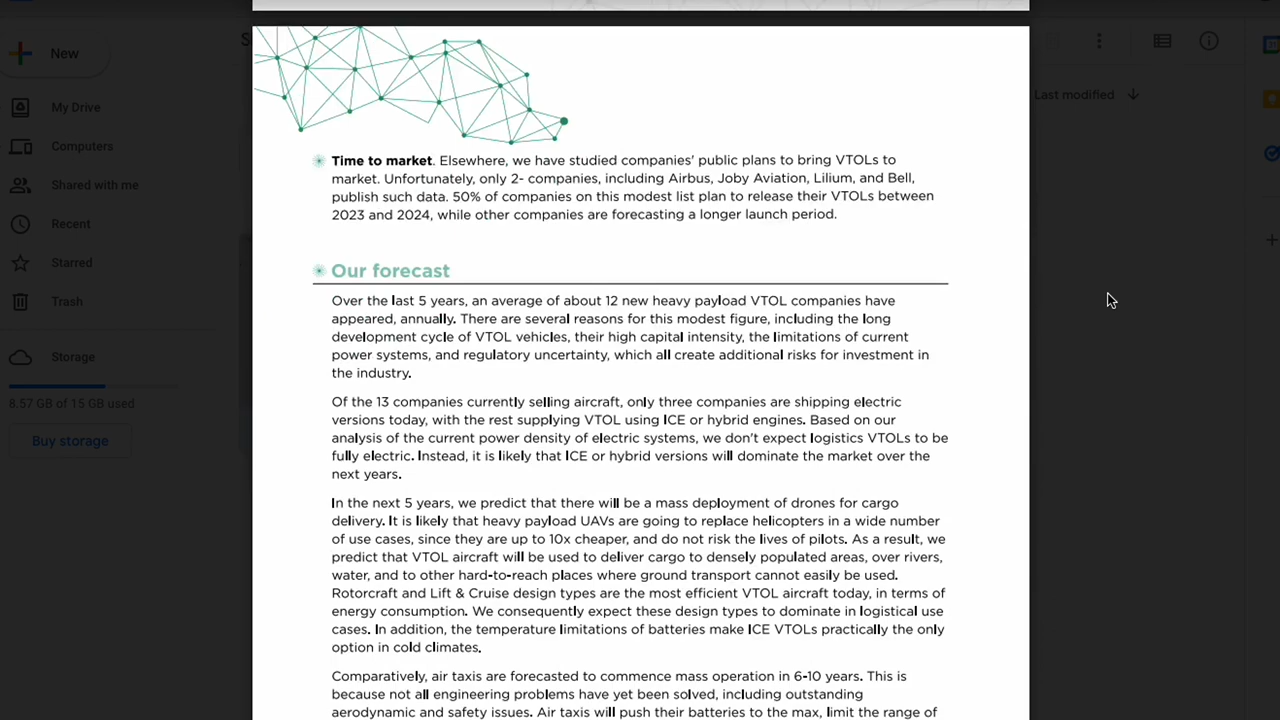 New
My Drive
Computers
Shared with me
Recent
Starred
Trash
Storage
8.57 GB of 15 GB used
Buy storage
S
Last modified
Time to market. Elsewhere, we have studied companies' public plans to bring VTOLs to
market. Unfortunately, only 2- companies, including Airbus, Joby Aviation, Lilium, and Bell,
publish such data. 50% of companies on this modest list plan to release their VTOLs between
2023 and 2024, while other companies are forecasting a longer launch period.
Our forecast
Over the last 5 years, an average of about 12 new heavy payload VTOL companies have
appeared, annually. There are several reasons for this modest figure, including the long
development cycle of VTOL vehicles, their high capital intensity, the limitations of current
power systems, and regulatory uncertainty, which all create additional risks for investment in
the industry.
Of the 13 companies currently selling aircraft, only three companies are shipping electric
versions today, with the rest supplying VTOL using ICE or hybrid engines. Based on our
analysis of the current power density of electric systems, we don't expect logistics VTOLs to be
fully electric. Instead, it is likely that ICE or hybrid versions will dominate the market over the
next years.
In the next 5 years, we predict that there will be a mass deployment of drones for cargo
delivery. It is likely that heavy payload UAVs are going to replace helicopters in a wide number
of use cases, since they are up to 10x cheaper, and do not risk the lives of pilots. As a result, we
predict that VTOL aircraft will be used to deliver cargo to densely populated areas, over rivers,
water, and to other hard-to-reach places where ground transport cannot easily be used.
Rotorcraft and Lift & Cruise design types are the most efficient VTOL aircraft today, in terms of
energy consumption. We consequently expect these design types to dominate in logistical use
cases. In addition, the temperature limitations of batteries make ICE VTOLs practically the only
option in cold climates.
Comparatively, air taxis are forecasted to commence mass operation in 6-10 years. This is
because not all engineering problems have yet been solved, including outstanding
aerodynamic and safety issues. Air taxis will push their batteries to the max, limit the range of